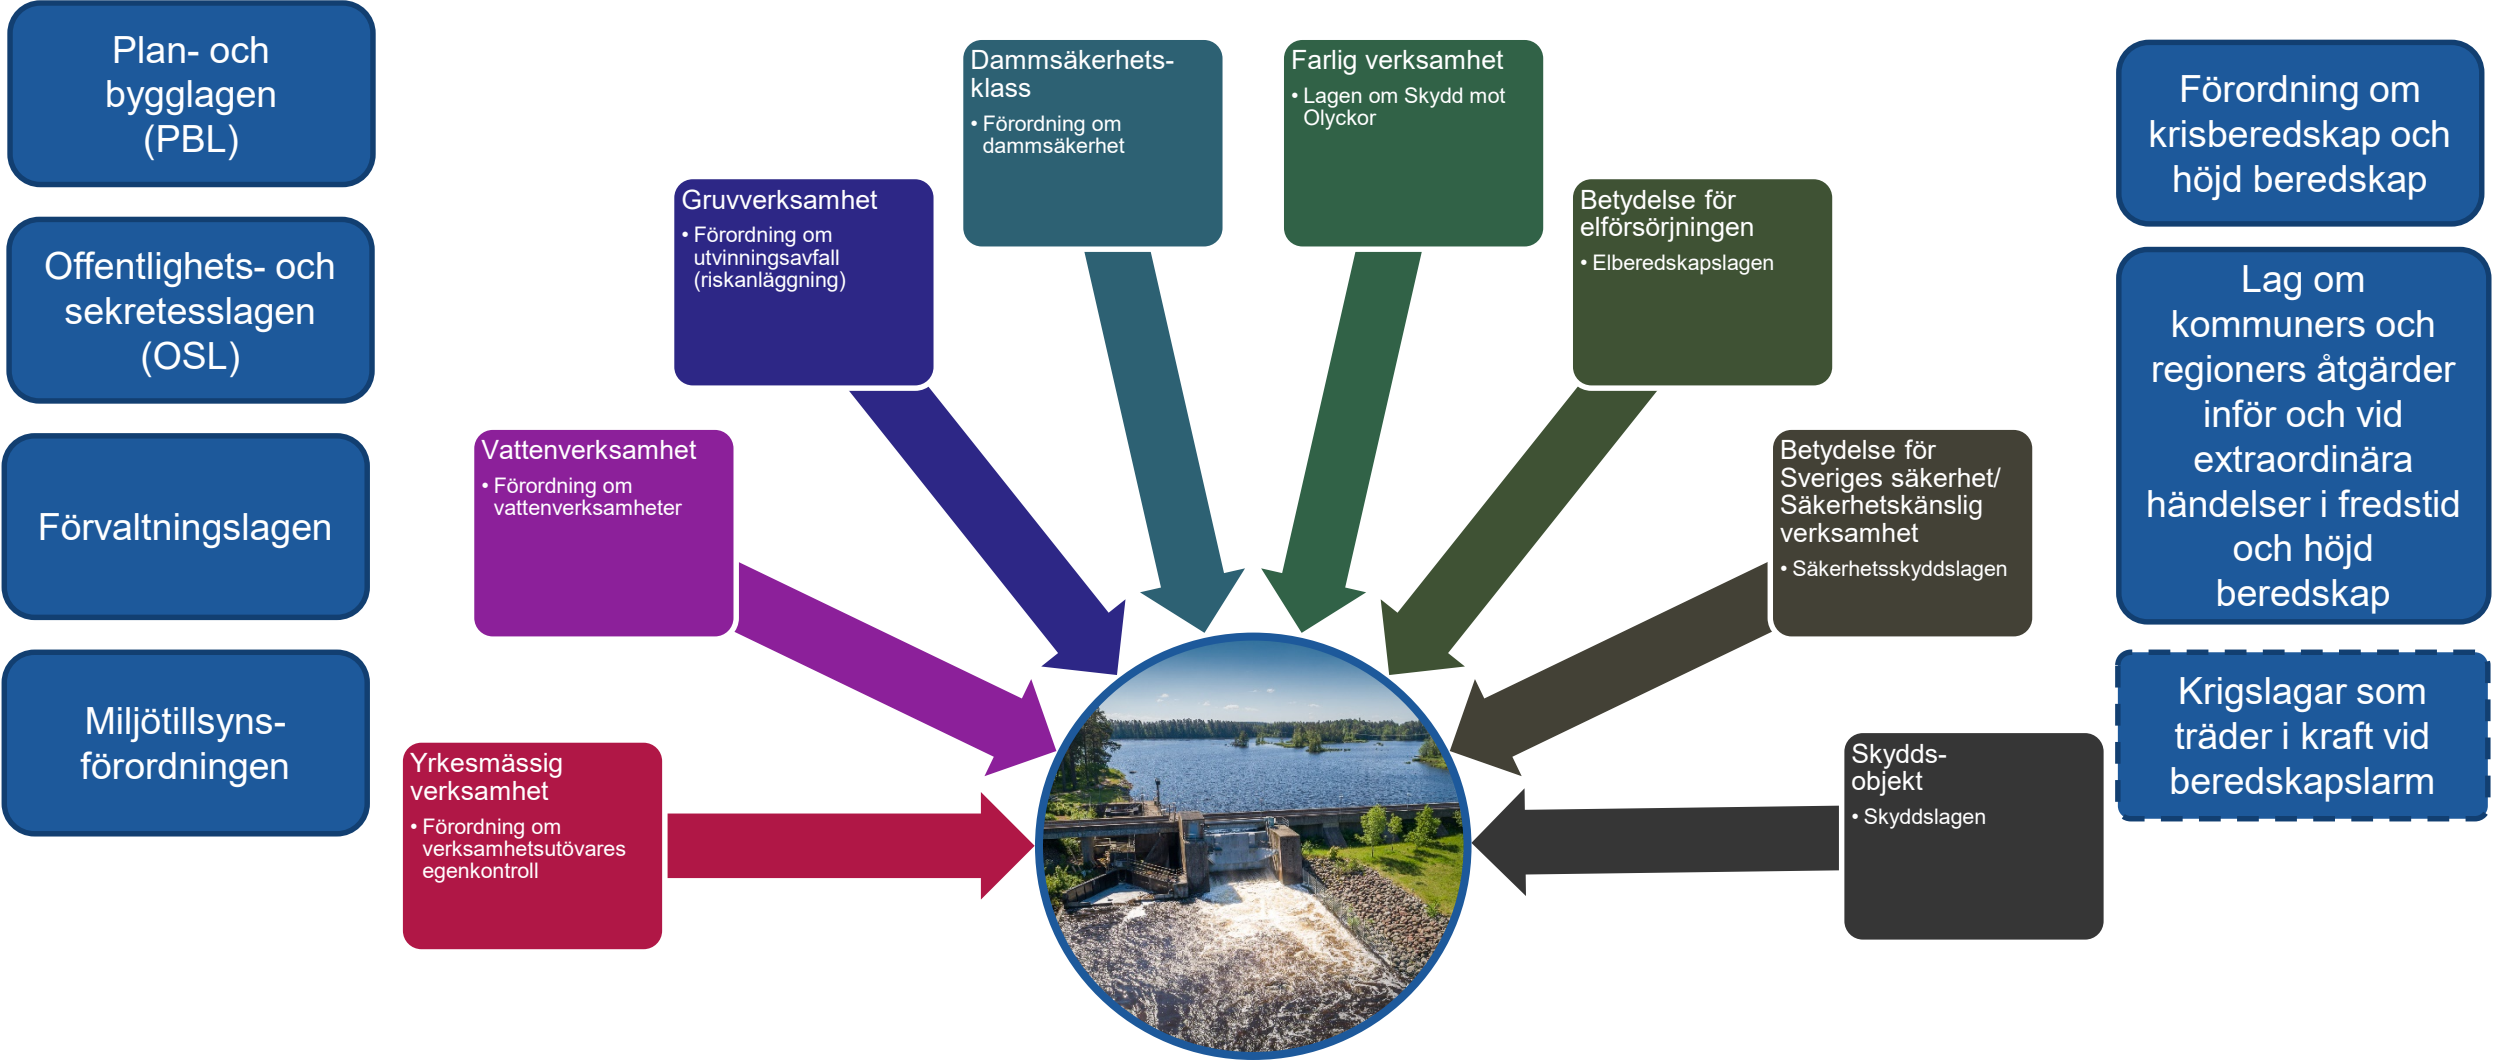 Plan- och
bygglagen
(PBL)
Offentlighets- och
sekretesslagen
(OSL)
Förvaltningslagen
Miljötillsyns-
förordningen
Yrkesmässig
verksamhet
• Förordning om
verksamhetsutövares
egenkontroll
Vattenverksamhet
• Förordning om
vattenverksamheter
Gruvverksamhet
• Förordning om
utvinningsavfall
(riskanläggning)
Dammsäkerhets-
klass
• Förordning om
dammsäkerhet
Farlig verksamhet
• Lagen om Skydd mot
Olyckor
Betydelse för
elförsörjningen
• Elberedskapslagen
Betydelse för
Sveriges säkerhet/
Säkerhetskänslig
verksamhet
• Säkerhetsskyddslagen
Skydds-
objekt
• Skyddslagen
Förordning om
krisberedskap och
höjd beredskap
Lag om
kommuners och
regioners åtgärder
inför och vid
extraordinära
händelser i fredstid
och höjd
beredskap
Krigslagar som
träder i kraft vid
beredskapslarm